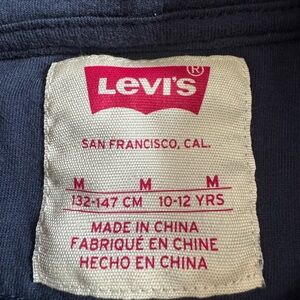 LEVI'S ®
SAN FRANCISCO, CAL.
M M M
132-147 CM 10-12 YRS
MADE IN CHINA
FABRIQUÉ EN CHINE
HECHO EN CHINA